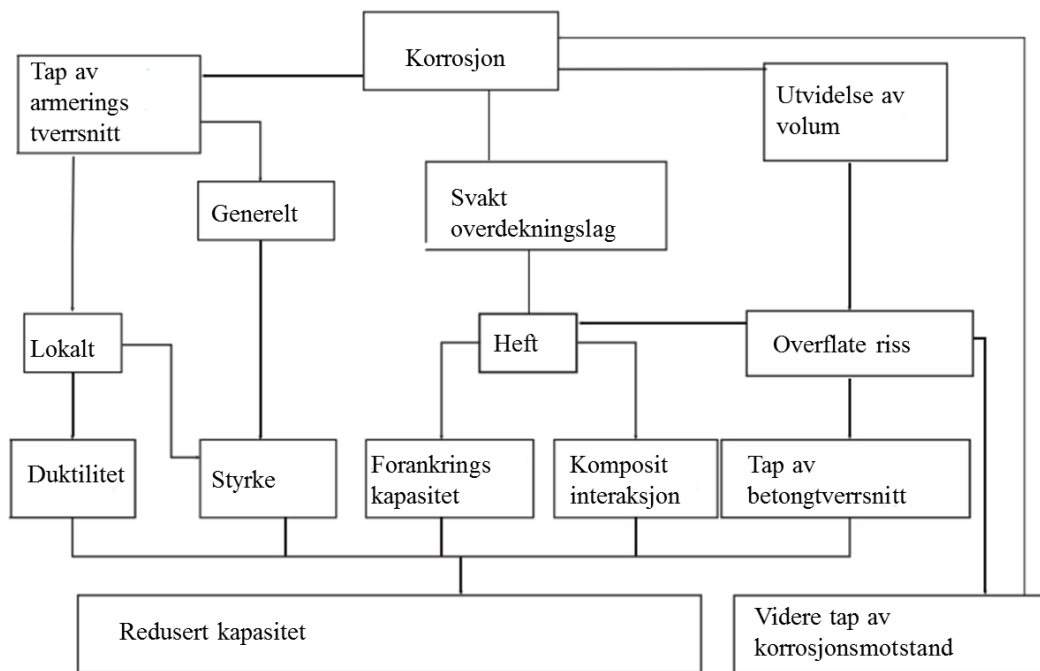 Korrosjon
Tap av
armerings
tverrsnitt
Utvidelse av
volum
Generelt
Svakt
overdekningslag
Lokalt
Heft
Overflate riss
Duktilitet
Styrke
Forankrings
kapasitet
Komposit
interaksjon
Tap av
betongtverrsnitt
Redusert kapasitet
Videre tap av
korrosjonsmotstand